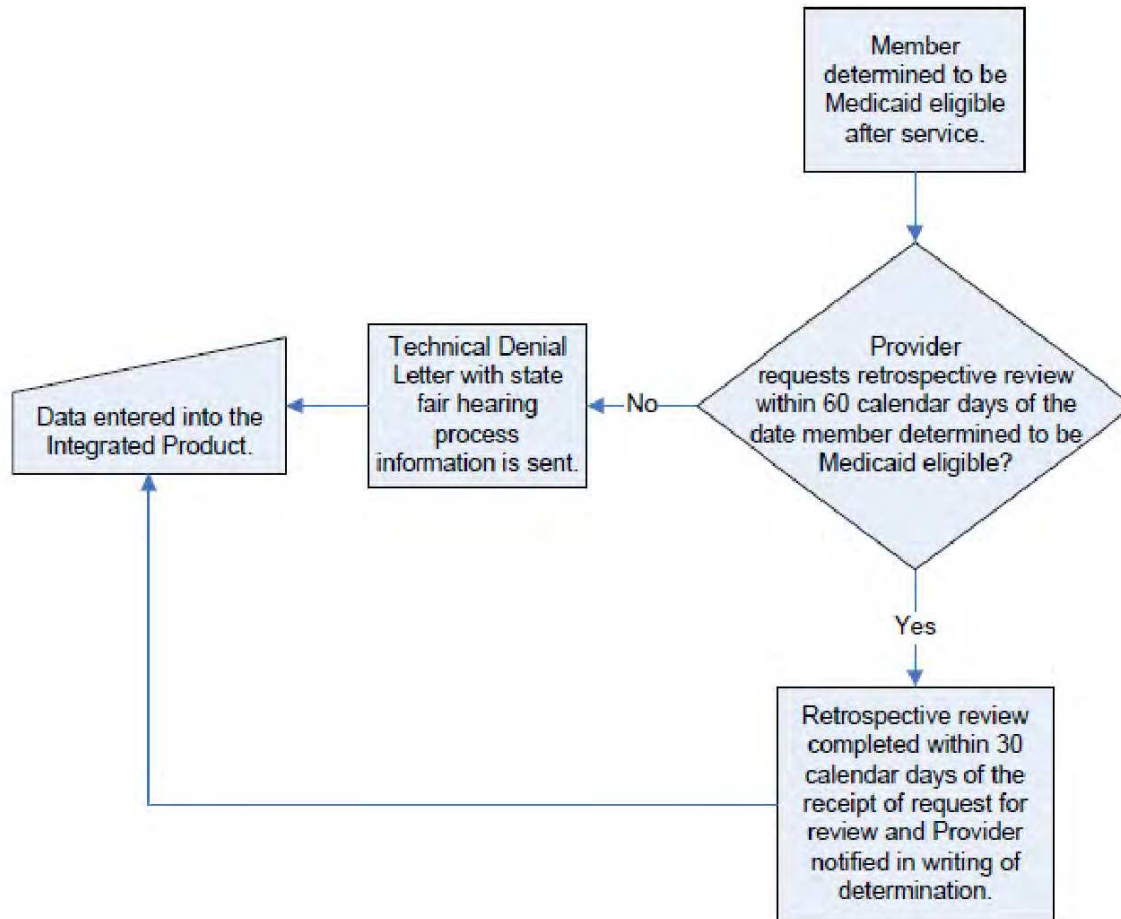 Member
determined to be
Medicaid eligible
after service.
Provider
requests retrospective review
within 60 calendar days of the
date member determined to be
Medicaid eligible?
No
Technical Denial
Letter with state
fair hearing
process
information is sent.
Data entered into the
Integrated Product.
Yes
Retrospective review
completed within 30
calendar days of the
receipt of request for
review and Provider
notified in writing of
determination.